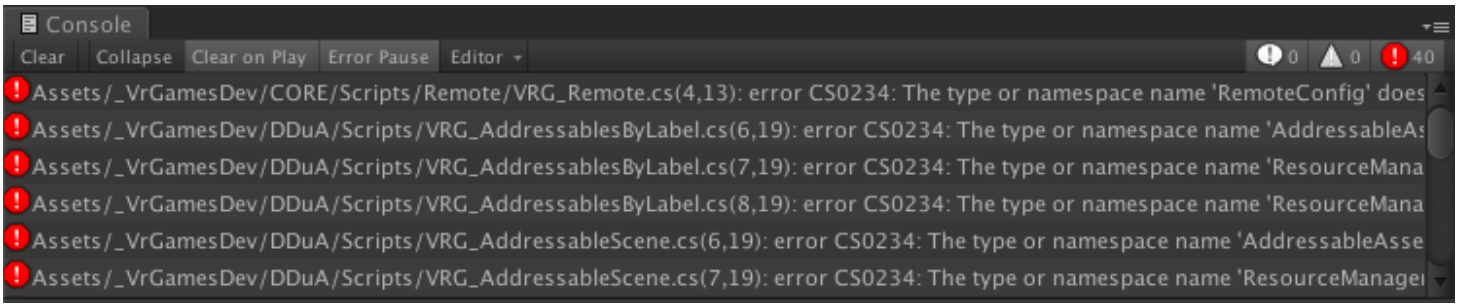 Console
Clear Collapse Clear on Play Error Pause Editor 0 0 40
Assets/_VrGamesDev/CORE/Scripts/Remote/VRG_Remote.cs(4,13): error CS0234: The type or namespace name 'RemoteConfig' does
Assets/_VrGamesDev/DDuA/Scripts/VRG_AddressablesByLabel.cs(6,19): error CS0234: The type or namespace name 'AddressableAs
Assets/_VrGamesDev/DDuA/Scripts/VRG_AddressablesByLabel.cs(7,19): error CS0234: The type or namespace name 'ResourceMana
Assets/_VrGamesDev/DDuA/Scripts/VRG_AddressablesByLabel.cs(8,19): error CS0234: The type or namespace name 'ResourceMana
Assets/_VrGamesDev/DDuA/Scripts/VRG_AddressableScene.cs(6,19): error CS0234: The type or namespace name 'AddressableAsse
Assets/_VrGamesDev/DDuA/Scripts/VRG_AddressableScene.cs(7,19): error CS0234: The type or namespace name 'ResourceManager